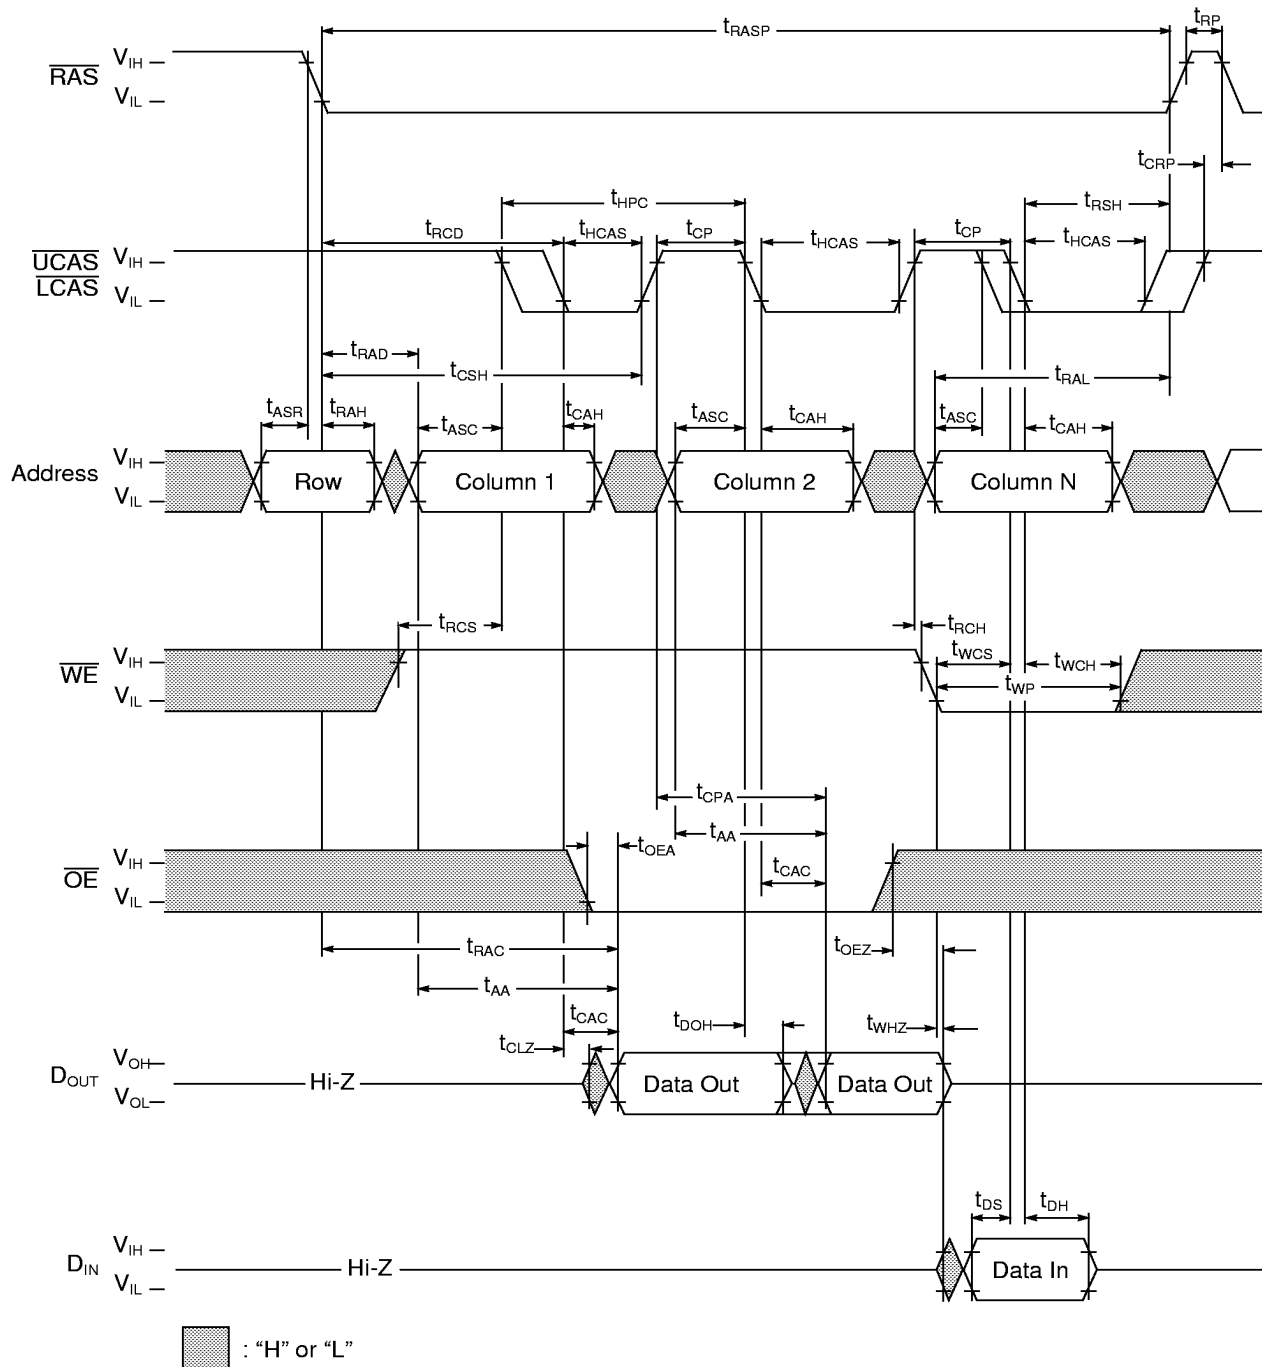 tRASP
tRP
RAS
VIH
VIL
tCRP
tHPC
tRSH
tRCD
tHCAS
tCP
tHCAS
tCP
tHCAS
UCAS
LCAS
VIH
VIL
tRAD
tCSH
tRAL
tASR
tRAH
tASC
tCAH
tASC
tCAH
tASC
tCAH
Address
VIH
VIL
Row
Column 1
Column 2
Column N
tRCS
tRCH
WE
VIH
VIL
tWCS
tWCH
tWP
tCPA
tOEA
tAA
tCAC
OE
VIH
VIL
tRAC
tOEZ
tAA
tCAC
tDOH
tWHZ
tCLZ
DOUT
VOH
VOL
Hi-Z
Data Out
Data Out
tDS
tDH
DIN
VIH
VIL
Hi-Z
Data In
: “H” or “L”